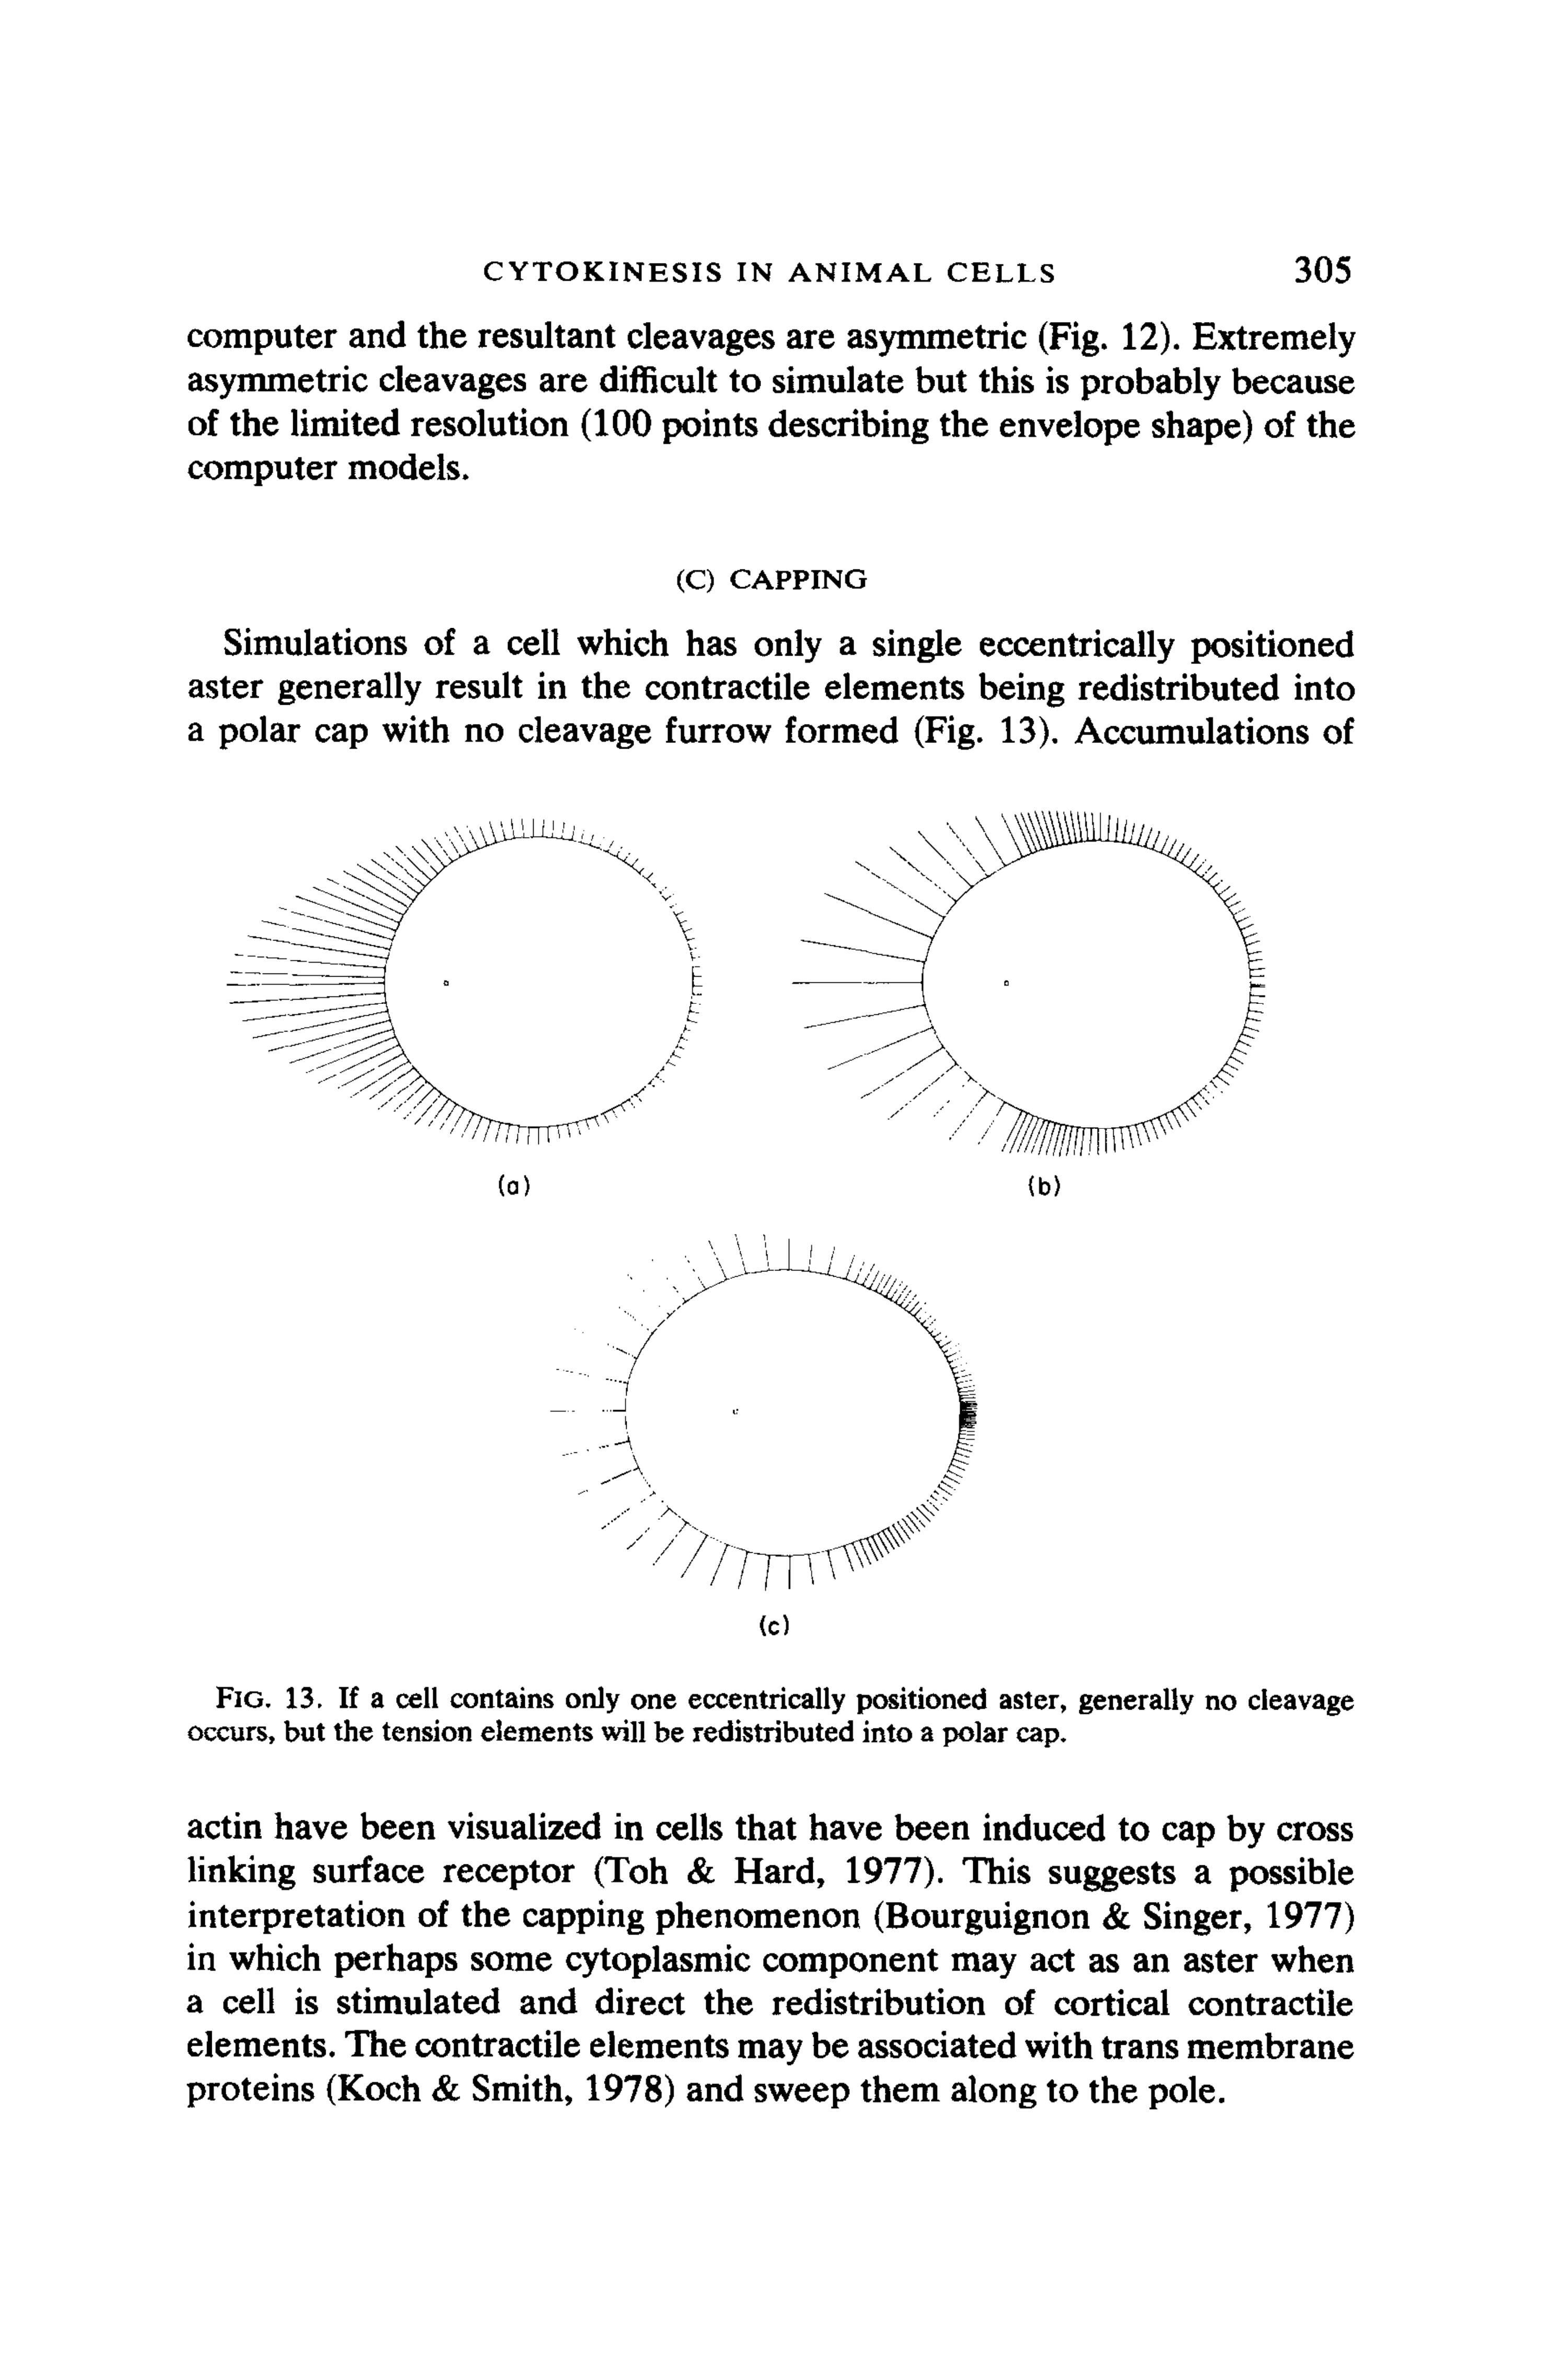 CYTOKINESIS IN ANIMAL CELLS 305
computer and the resultant cleavages are asymmetric (Fig. 12). Extremely
asymmetric cleavages are difficult to simulate but this is probably because
of the limited resolution (100 points describing the envelope shape) of the
computer models.
(C) CAPPING
Simulations of a cell which has only a single eccentrically positioned
aster generally result in the contractile elements being redistributed into
a polar cap with no cleavage furrow formed (Fig. 13). Accumulations of
(a) (b)
(c)
FIG. 13. If a cell contains only one eccentrically positioned aster, generally no cleavage
occurs, but the tension elements will be redistributed into a polar cap.
actin have been visualized in cells that have been induced to cap by cross
linking surface receptor (Toh & Hard, 1977). This suggests a possible
interpretation of the capping phenomenon (Bourguignon & Singer, 1977)
in which perhaps some cytoplasmic component may act as an aster when
a cell is stimulated and direct the redistribution of cortical contractile
elements. The contractile elements may be associated with trans membrane
proteins (Koch & Smith, 1978) and sweep them along to the pole.